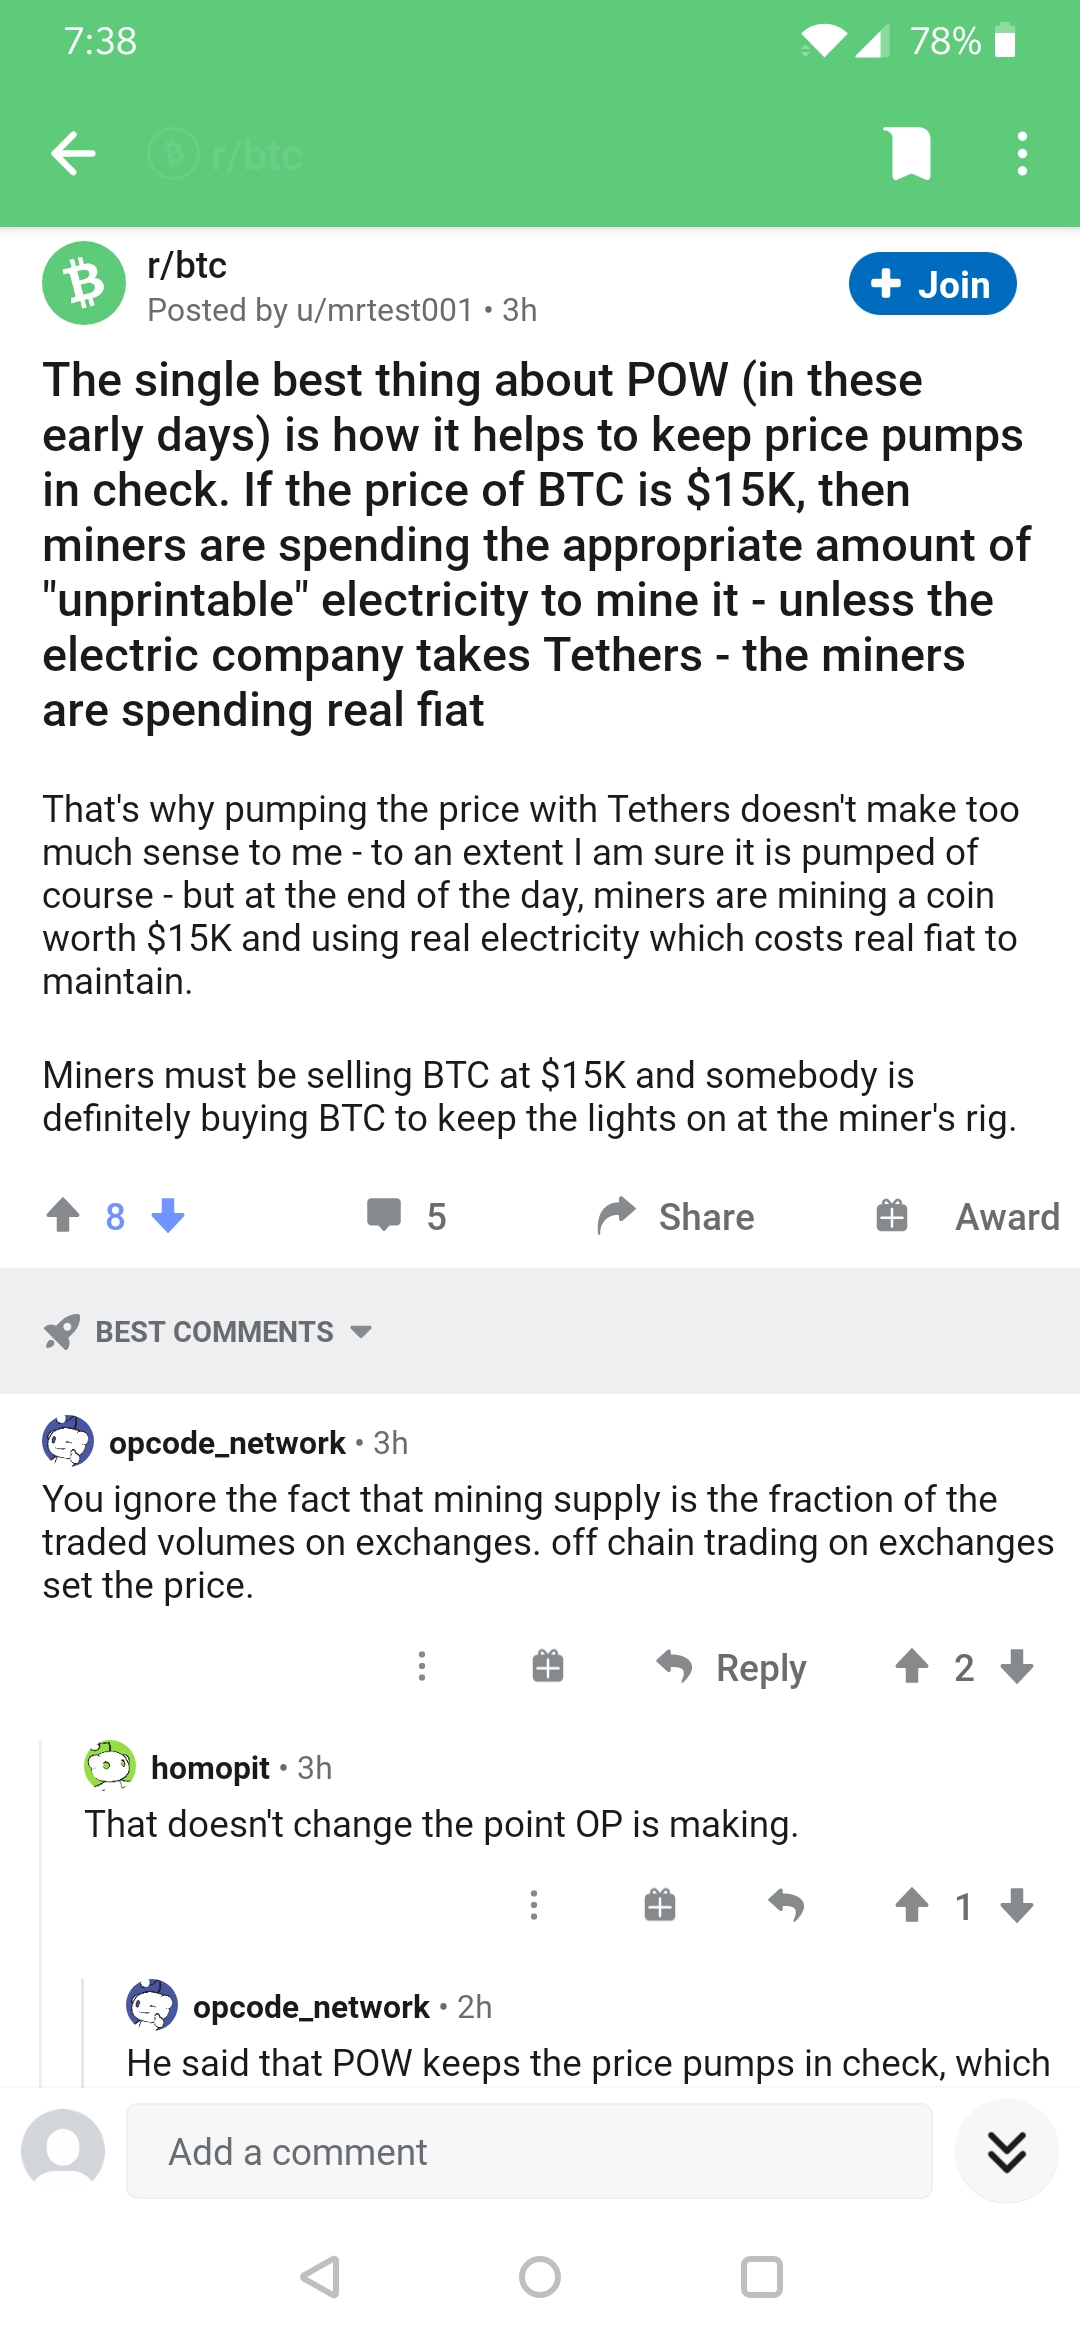 7:38
78%
r/btc
r/btc
Posted by u/mrtest001 • 3h
Join
The single best thing about POW (in these
early days) is how it helps to keep price pumps
in check. If the price of BTC is $15K, then
miners are spending the appropriate amount of
"unprintable" electricity to mine it - unless the
electric company takes Tethers - the miners
are spending real fiat
That's why pumping the price with Tethers doesn't make too
much sense to me - to an extent I am sure it is pumped of
course - but at the end of the day, miners are mining a coin
worth $15K and using real electricity which costs real fiat to
maintain.
Miners must be selling BTC at $15K and somebody is
definitely buying BTC to keep the lights on at the miner's rig.
8
5
Share
Award
BEST COMMENTS
opcode_network • 3h
You ignore the fact that mining supply is the fraction of the
traded volumes on exchanges. off chain trading on exchanges
set the price.
Reply
2
homopit • 3h
That doesn't change the point OP is making.
1
opcode_network • 2h
He said that POW keeps the price pumps in check, which
Add a comment